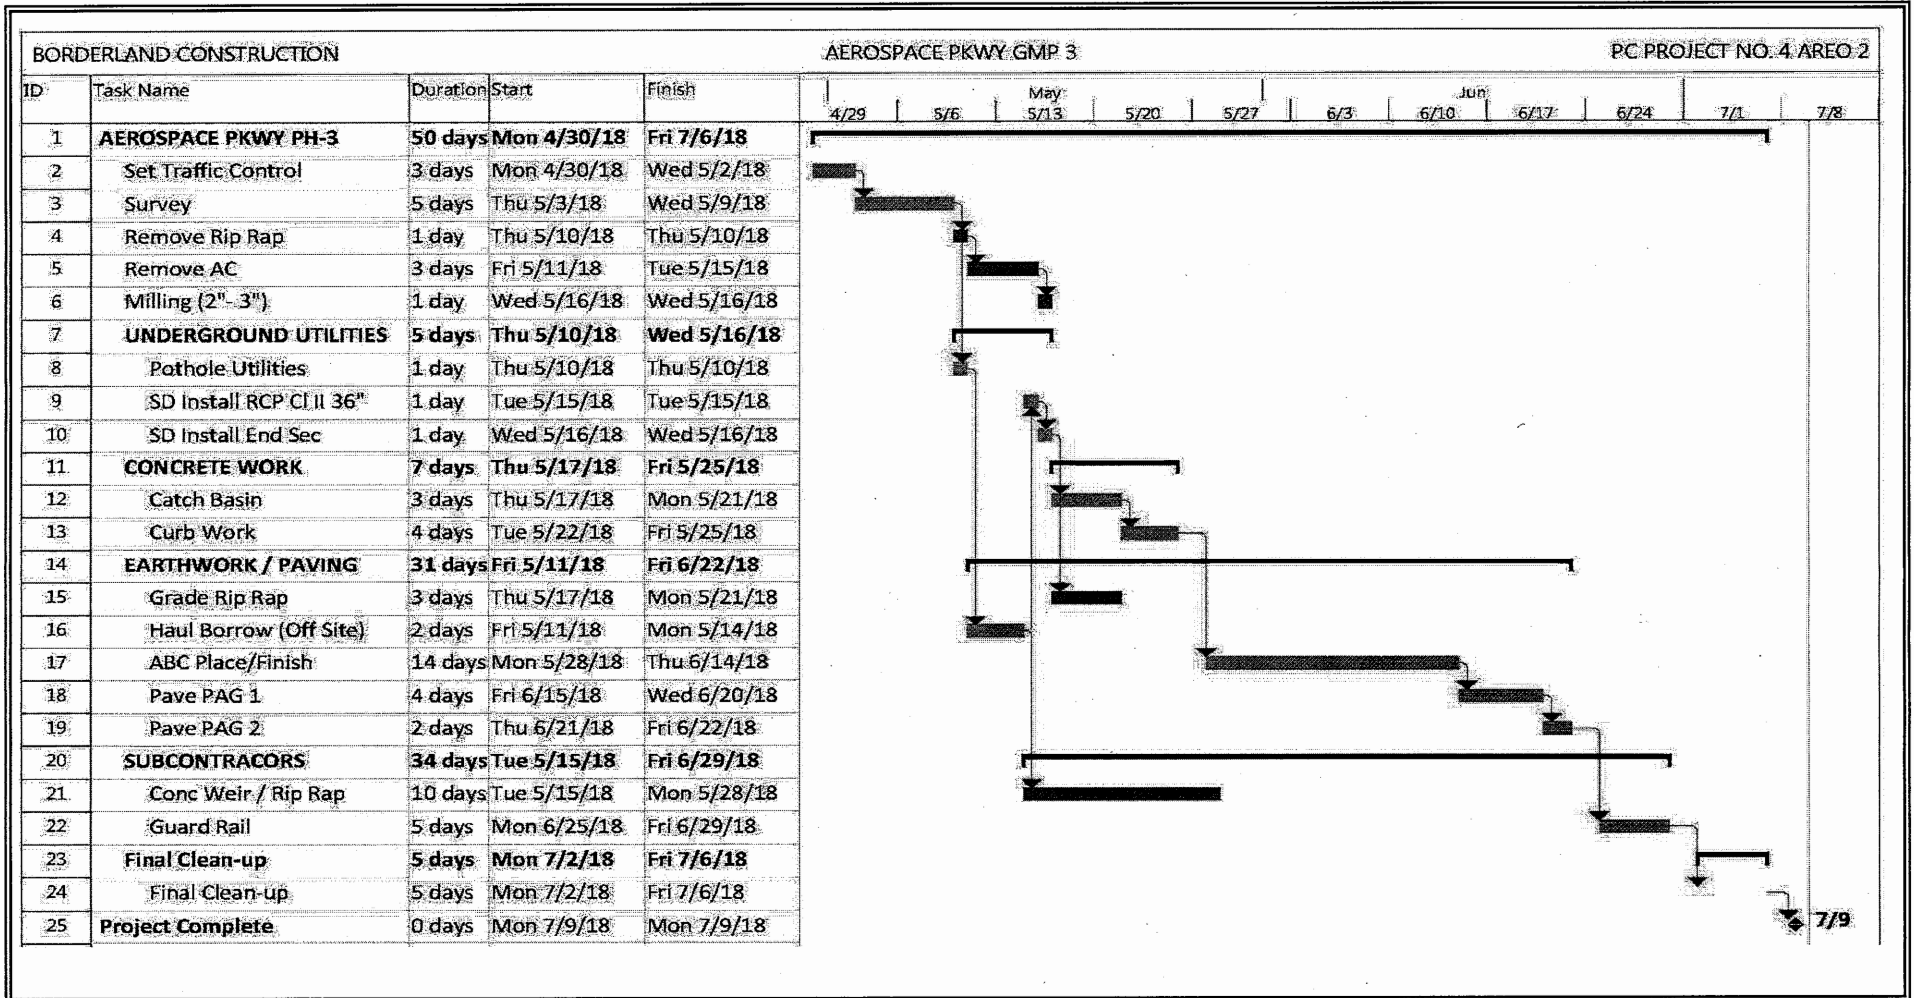 BORDERLAND CONSTRUCTION AEROSPACE PKWY GMP 3 PC PROJECT NO. 4 AREO 2
ID Task Name Duration Start Finish May Jun
4/29 5/6 5/13 5/20 5/27 6/3 6/10 6/17 6/24 7/1 7/8
1 AEROSPACE PKWY PH-3 50 days Mon 4/30/18 Fri 7/6/18
2 Set Traffic Control 3 days Mon 4/30/18 Wed 5/2/18
3 Survey 5 days Thu 5/3/18 Wed 5/9/18
4 Remove Rip Rap 1 day Thu 5/10/18 Thu 5/10/18
5 Remove AC 3 days Fri 5/11/18 Tue 5/15/18
6 Milling (2"- 3") 1 day Wed 5/16/18 Wed 5/16/18
7 UNDERGROUND UTILITIES 5 days Thu 5/10/18 Wed 5/16/18
8 Pothole Utilities 1 day Thu 5/10/18 Thu 5/10/18
9 SD Install RCP Cl II 36" 1 day Tue 5/15/18 Tue 5/15/18
10 SD Install End Sec 1 day Wed 5/16/18 Wed 5/16/18
11 CONCRETE WORK 7 days Thu 5/17/18 Fri 5/25/18
12 Catch Basin 3 days Thu 5/17/18 Mon 5/21/18
13 Curb Work 4 days Tue 5/22/18 Fri 5/25/18
14 EARTHWORK / PAVING 31 days Fri 5/11/18 Fri 6/22/18
15 Grade Rip Rap 3 days Thu 5/17/18 Mon 5/21/18
16 Haul Borrow (Off Site) 2 days Fri 5/11/18 Mon 5/14/18
17 ABC Place/Finish 14 days Mon 5/28/18 Thu 6/14/18
18 Pave PAG 1 4 days Fri 6/15/18 Wed 6/20/18
19 Pave PAG 2 2 days Thu 6/21/18 Fri 6/22/18
20 SUBCONTRACORS 34 days Tue 5/15/18 Fri 6/29/18
21 Conc Weir / Rip Rap 10 days Tue 5/15/18 Mon 5/28/18
22 Guard Rail 5 days Mon 6/25/18 Fri 6/29/18
23 Final Clean-up 5 days Mon 7/2/18 Fri 7/6/18
24 Final Clean-up 5 days Mon 7/2/18 Fri 7/6/18
25 Project Complete 0 days Mon 7/9/18 Mon 7/9/18 7/9